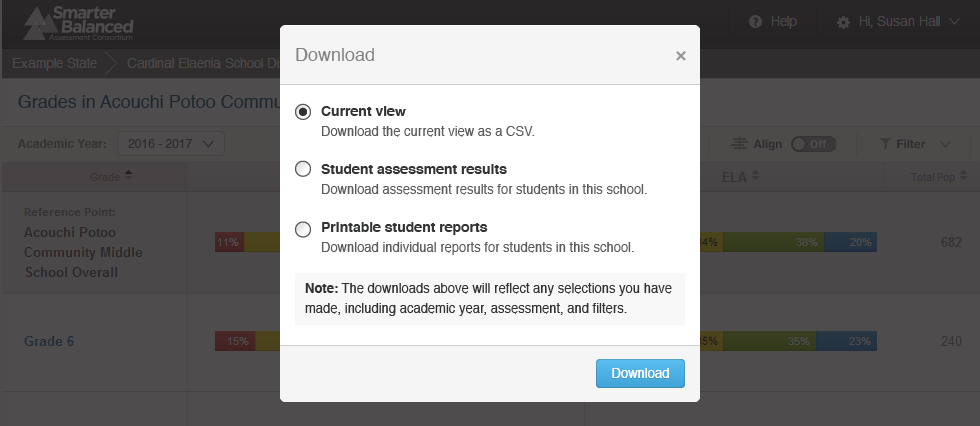 Smarter
Balanced
Assessment Consortium
Help
Hi, Susan Hall
Example State
Cardinal Elaenia School Di
Grades in Acouchi Potoo Commu
Academic Year:
2016 - 2017
Align
Off
Filter
Grade
ELA
Total Pop
Reference Point:
Acouchi Potoo
Community Middle
School Overall
11%
38%
20%
682
Grade 6
15%
35%
23%
240
Download
×
Current view
Download the current view as a CSV.
Student assessment results
Download assessment results for students in this school.
Printable student reports
Download individual reports for students in this school.
Note: The downloads above will reflect any selections you have
made, including academic year, assessment, and filters.
Download